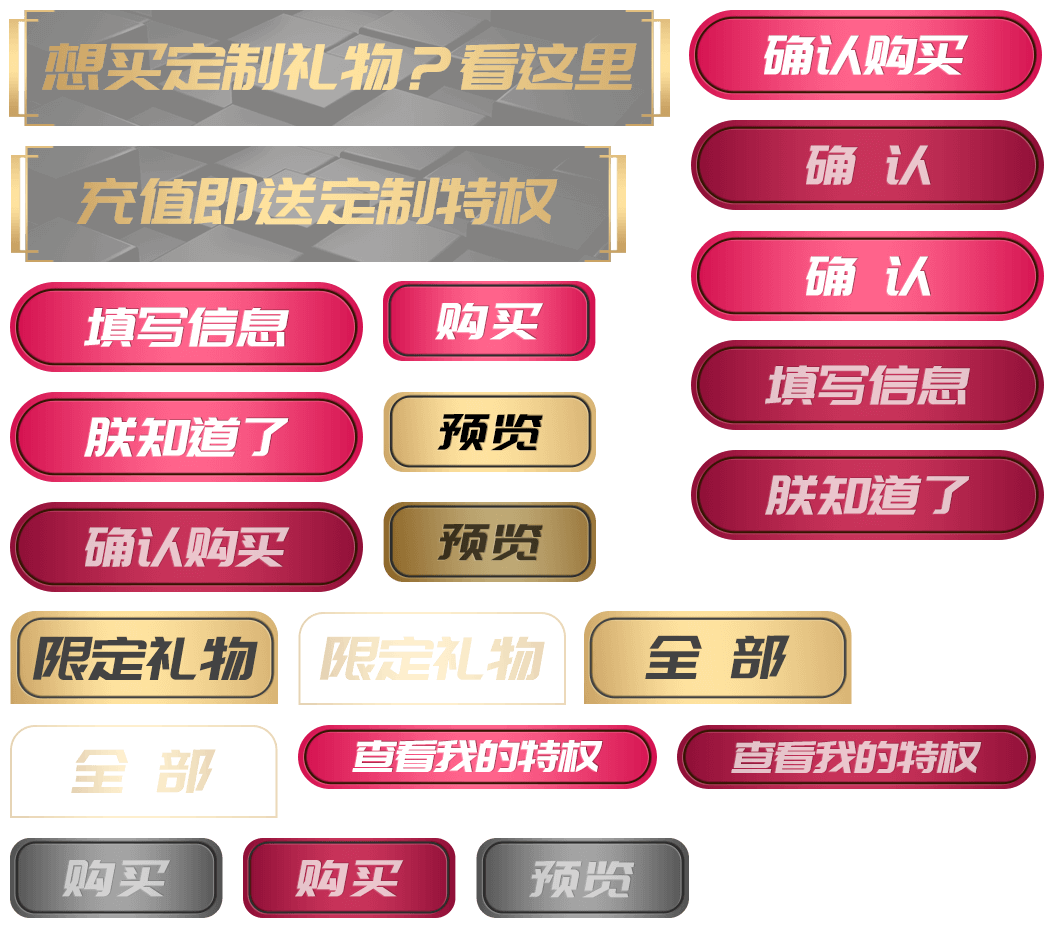 想买定制礼物?看这里
确认购买
确 认
充值即送定制特权
确 认
填写信息
购买
填写信息
朕知道了
预览
朕知道了
确认购买
预览
限定礼物
限定礼物
全 部
全 部
查看我的特权
查看我的特权
购买
购买
预览